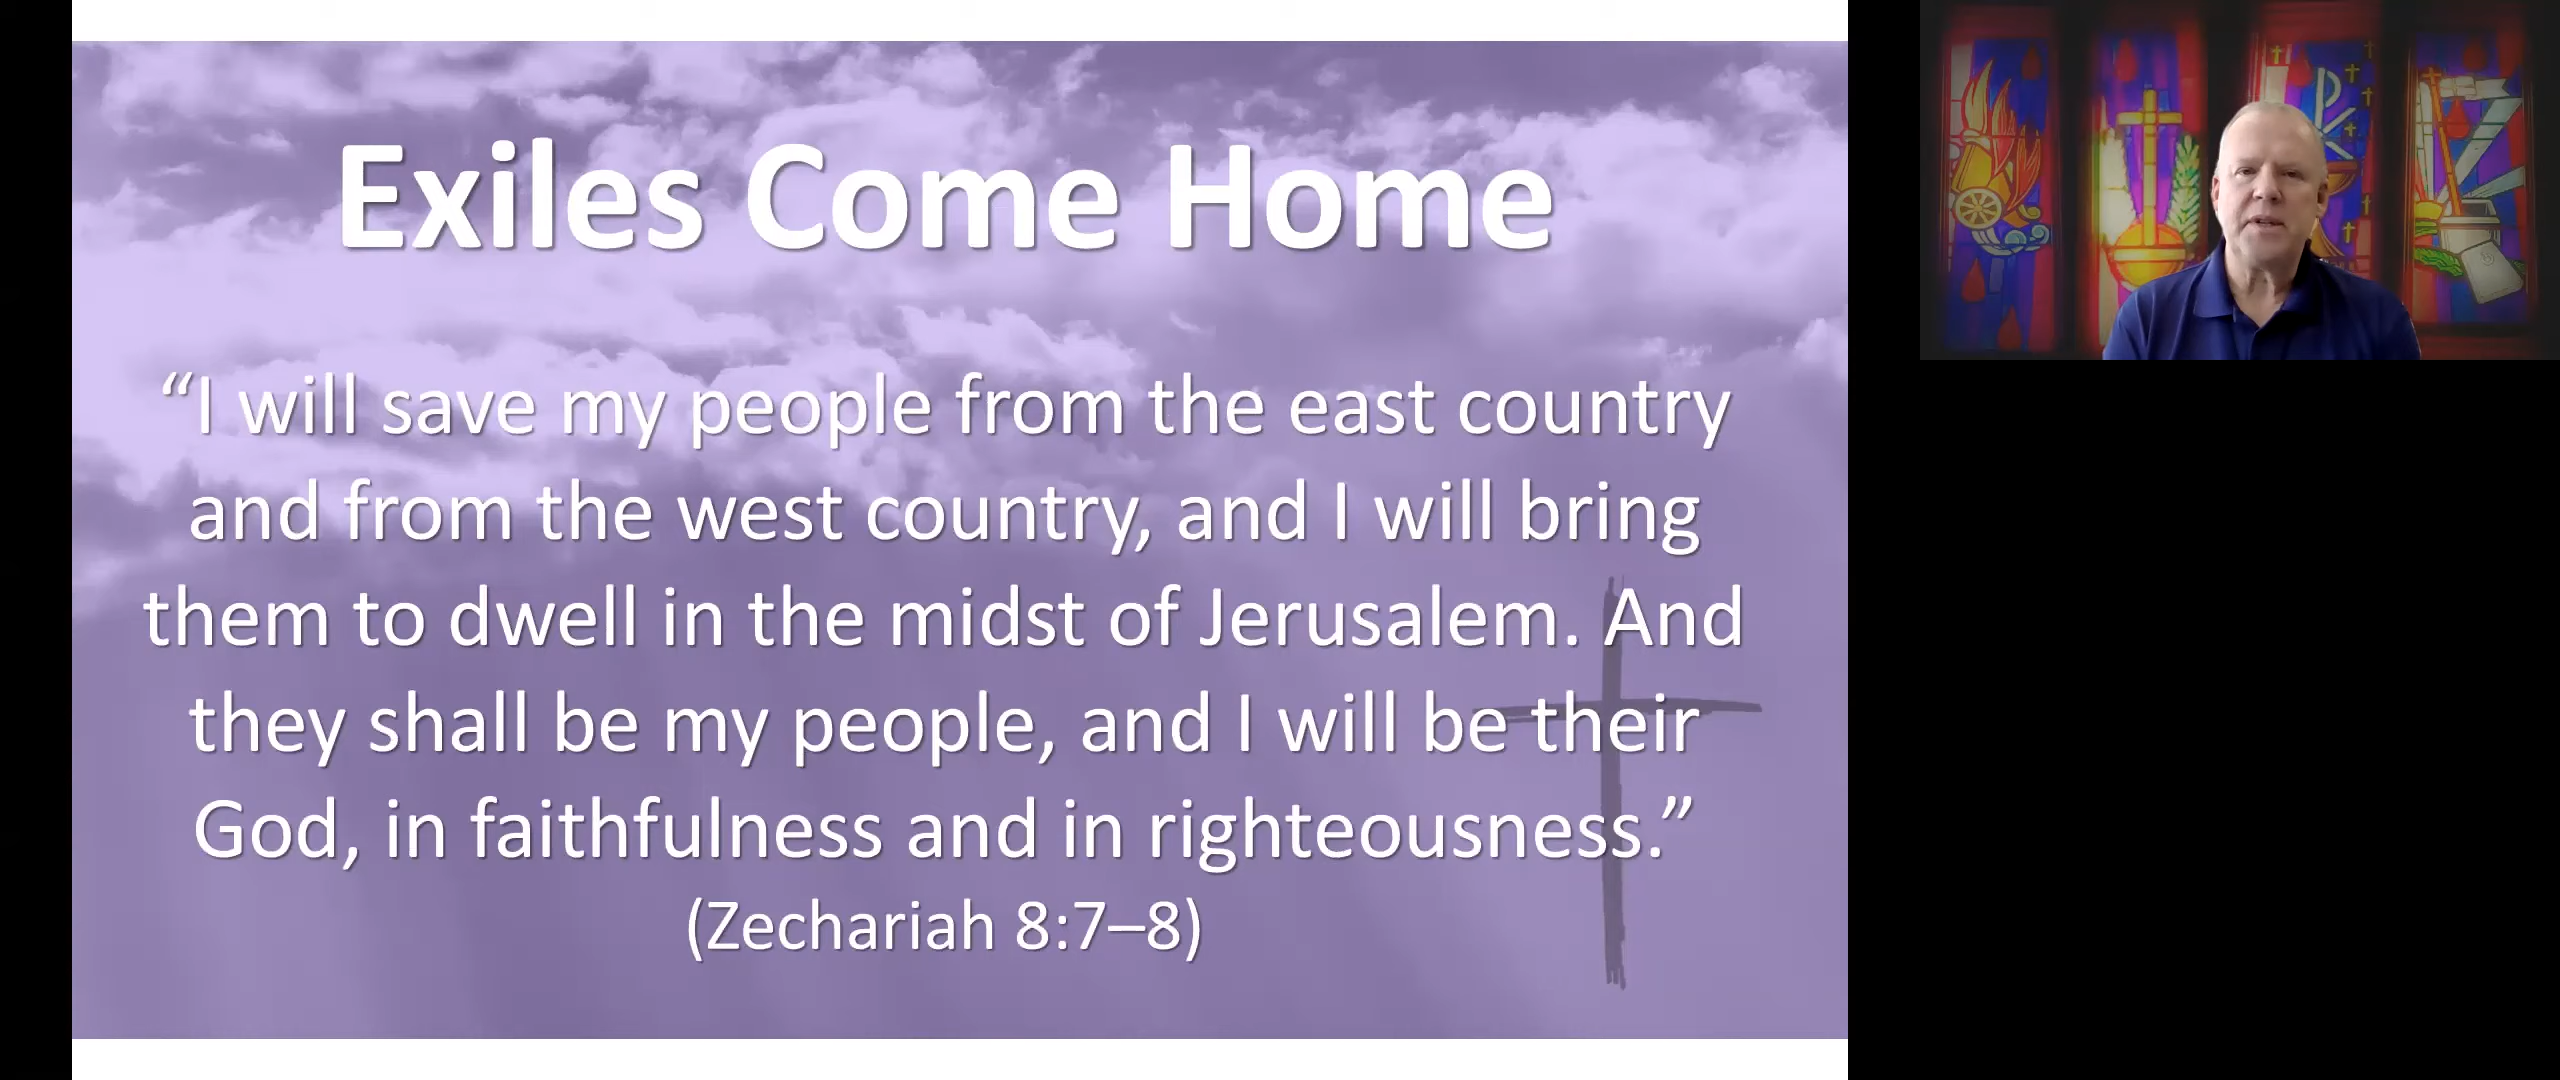 Exiles Come Home
“I will save my people from the east country
and from the west country, and I will bring
them to dwell in the midst of Jerusalem. And
they shall be my people, and I will be their
God, in faithfulness and in righteousness.”
(Zechariah 8:7–8)